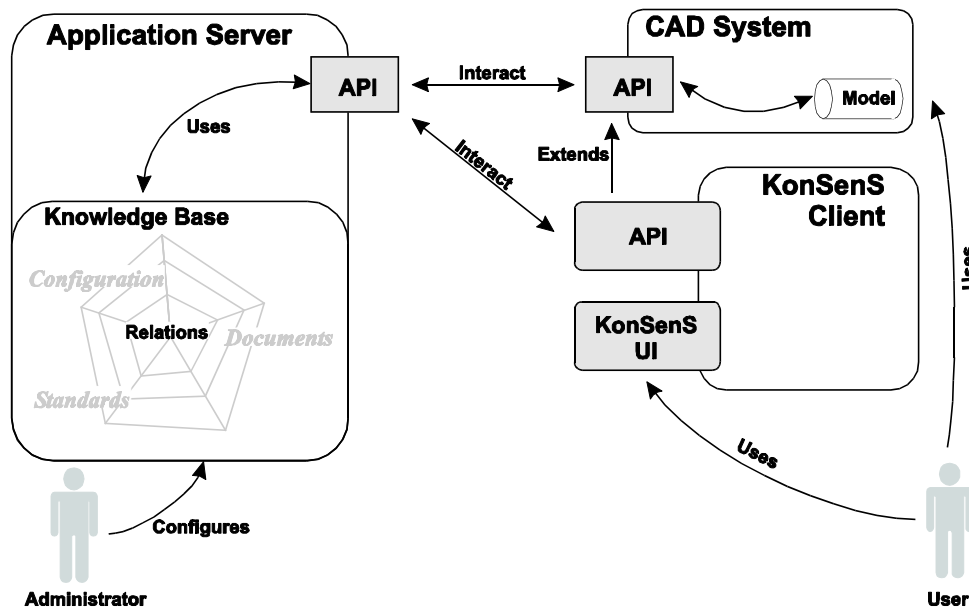 Application Server
API
Interact
CAD System
API
Model
Uses
Extends
Interact
Knowledge Base
Configuration
Relations
Documents
Standards
KonSenS
Client
API
KonSenS
UI
Uses
Uses
Configures
Administrator
User